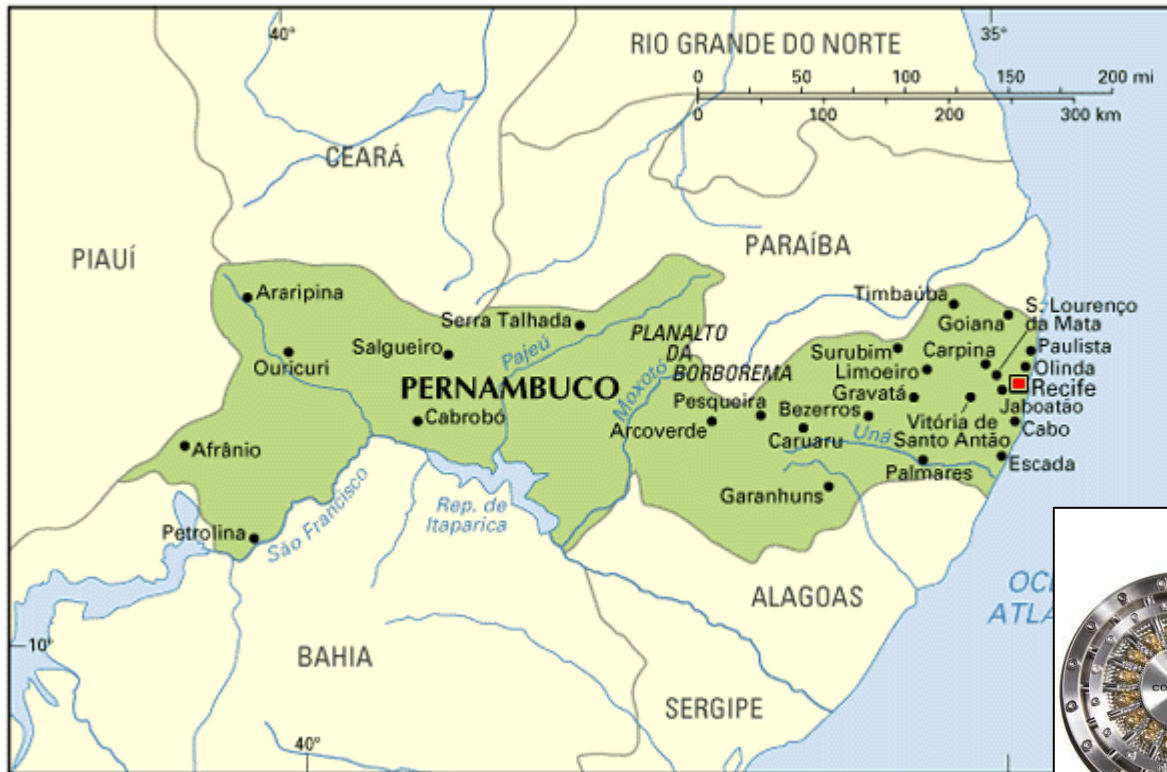 40°
35°
RIO GRANDE DO NORTE
0 50 100 150 200 mi
0 100 200 300 km
CEARÁ
PIAUÍ
PARAÍBA
Araripina
Timbaúba
S. Lourenço
da Mata
Goiana
Serra Talhada
PLANALTO
DA
BORBOREMA
Salgueiro
Pajeú
Surubim
Carpina
Paulista
Ouricuri
Limoeiro
Olinda
PERNAMBUCO
Moxotó
Gravatá
Recife
Pesqueira
Bezerros
Jaboatão
Cabrobó
Arcoverde
Caruaru
Uná
Vitória de
Santo Antão
Cabo
Afrânio
Palmares
Escada
Rep. de
Itaparica
Garanhuns
Petrolina
São Francisco
ALAGOAS
10°
BAHIA
SERGIPE
40°